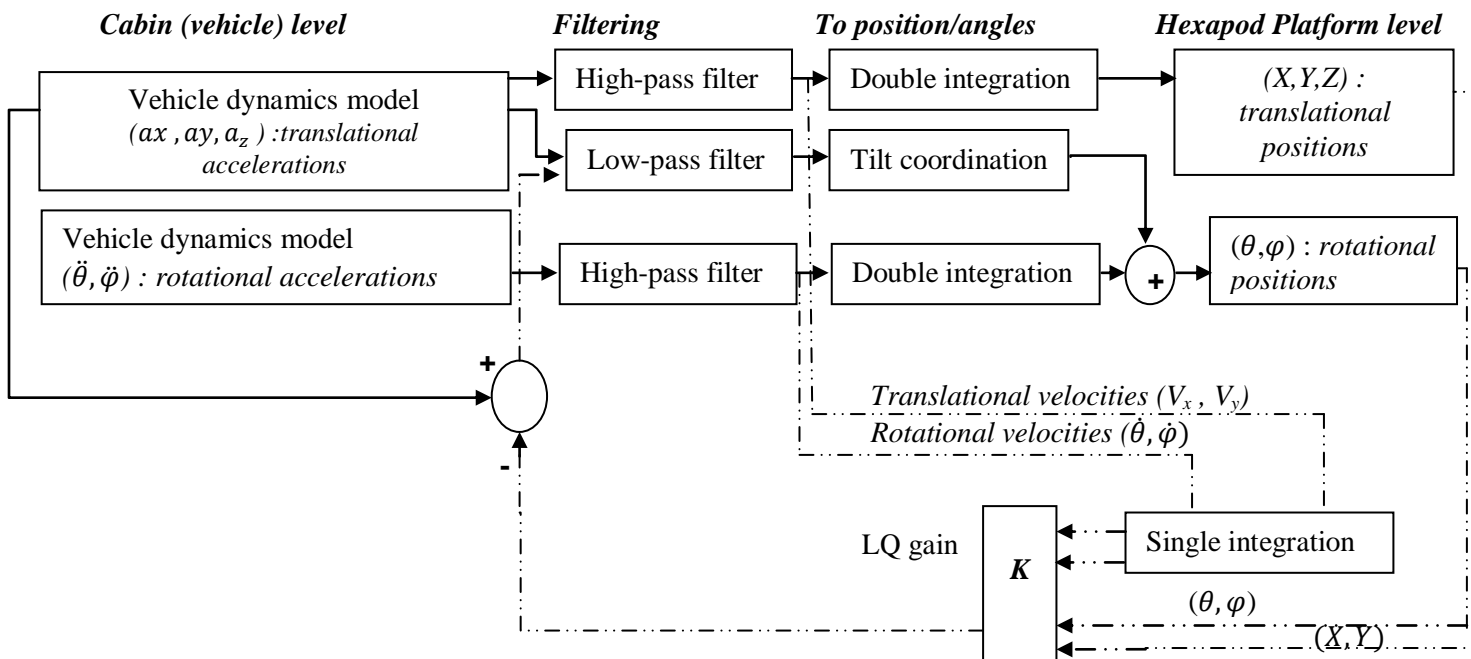 Cabin (vehicle) level
Filtering
To position/angles
Hexapod Platform level
Vehicle dynamics model
(ax , ay, a_z ) :translational
accelerations
High-pass filter
Double integration
(X,Y,Z) :
translational
positions
Low-pass filter
Tilt coordination
Vehicle dynamics model
(θ̈, φ̈) : rotational accelerations
High-pass filter
Double integration
+
(θ,φ) : rotational
positions
+
-
Translational velocities (V_x , V_y)
Rotational velocities (θ̇, φ̇)
LQ gain
K
Single integration
(θ, φ)
(X,Y)